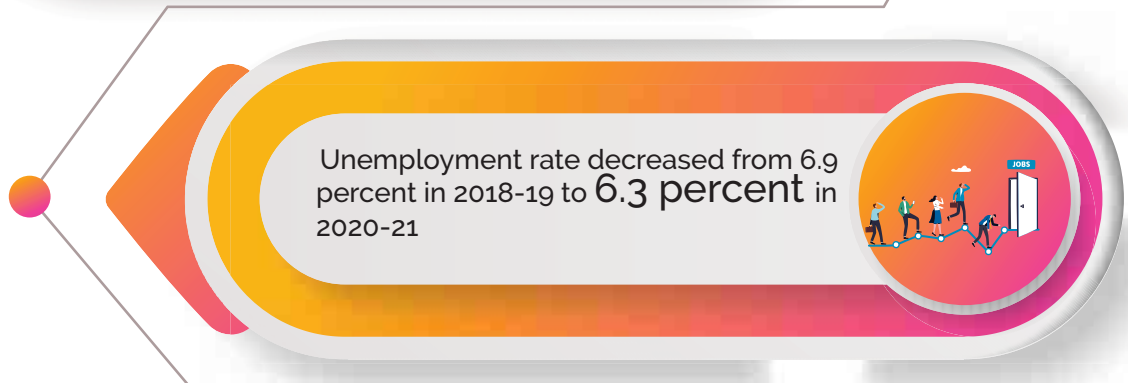 Unemployment rate decreased from 6.9
percent in 2018-19 to 6.3 percent in
2020-21
JOBS